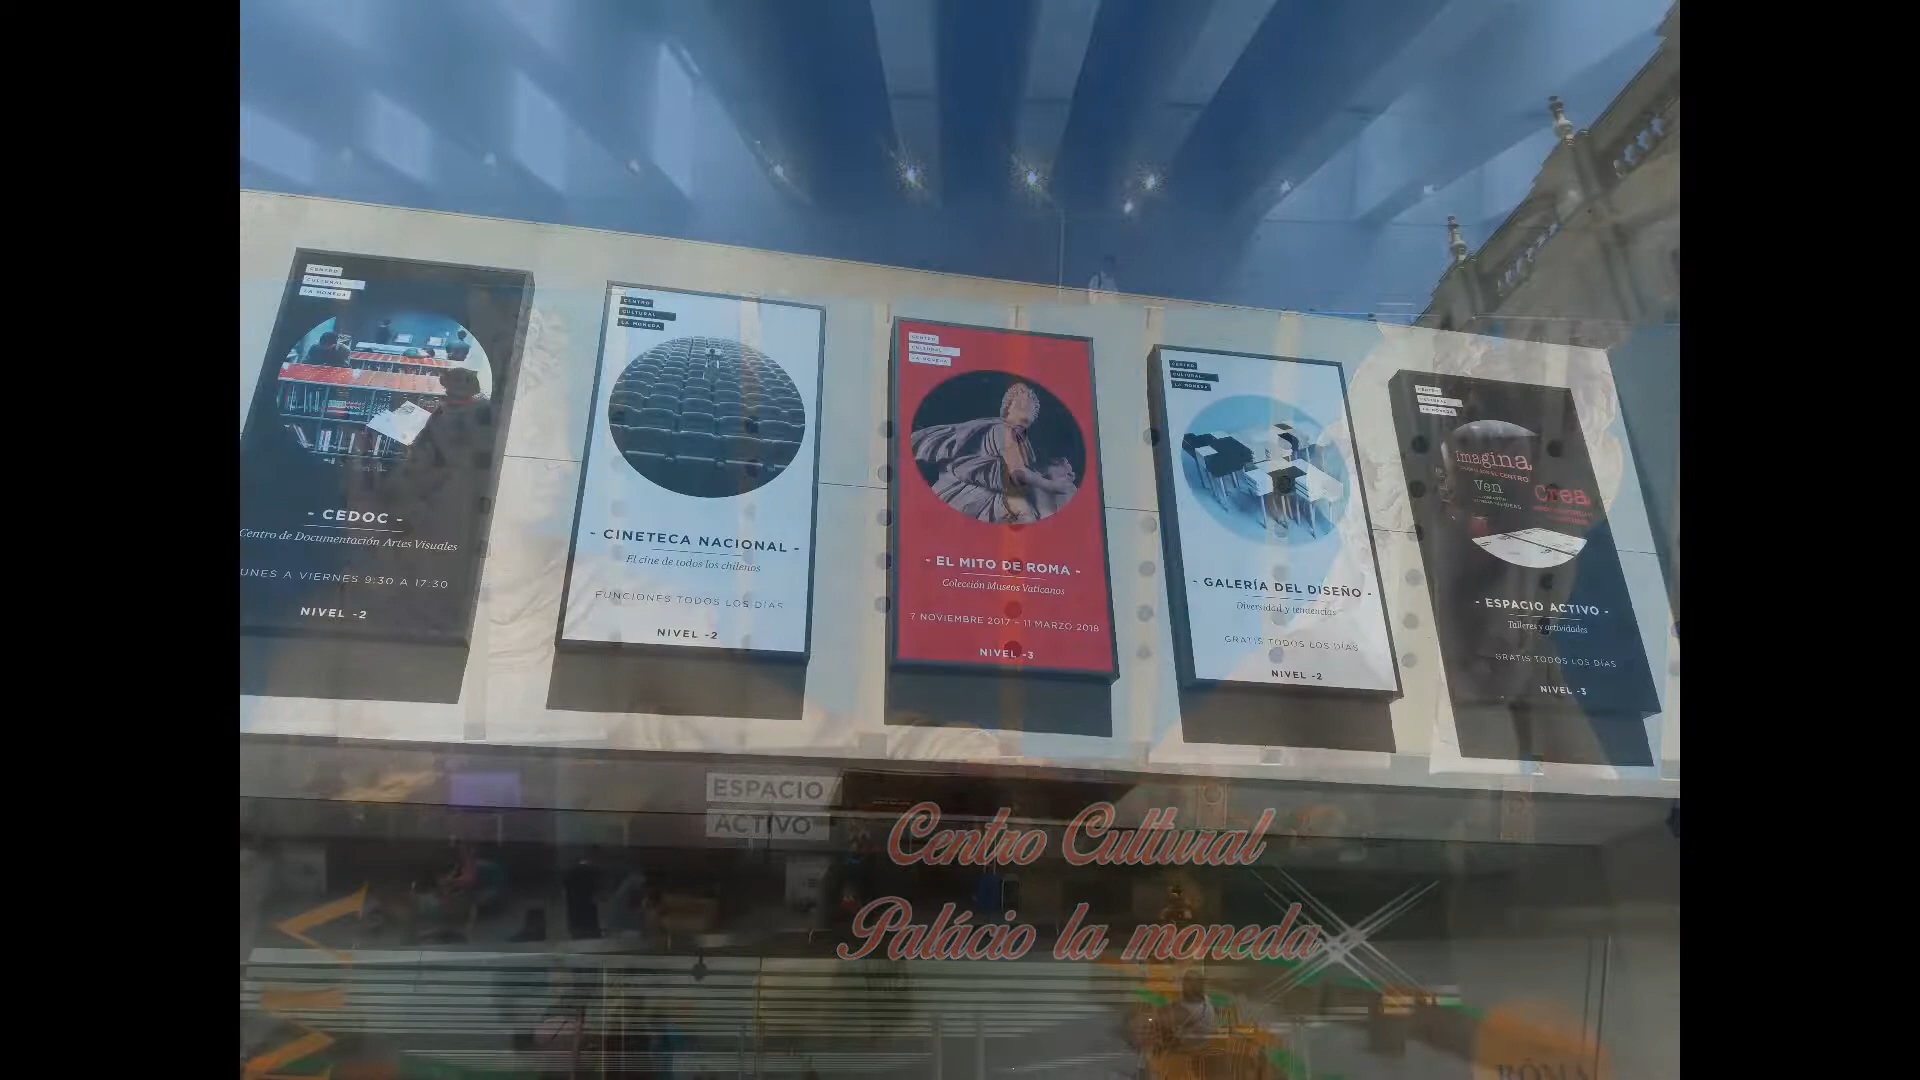 CENTRO
CULTURAL
LA MONEDA
- CEDOC -
Centro de Documentación Artes Visuales
UNES A VIERNES 9:30 A 17:30
NIVEL -2
CENTRO
CULTURAL
LA MONEDA
- CINETECA NACIONAL -
El cine de todos los chilenos
FUNCIONES TODOS LOS DÍAS
NIVEL -2
CENTRO
CULTURAL
LA MONEDA
- EL MITO DE ROMA -
Colección Museos Vaticanos
7 NOVIEMBRE 2017 - 11 MARZO 2018
NIVEL -3
CENTRO
CULTURAL
LA MONEDA
- GALERÍA DEL DISEÑO -
Diversidad y tendencias
GRATIS TODOS LOS DÍAS
NIVEL -2
CENTRO
CULTURAL
LA MONEDA
Imagina
Ven
Crea
- ESPACIO ACTIVO -
Talleres y actividades
GRATIS TODOS LOS DÍAS
NIVEL -3
ESPACIO
ACTIVO
Centro Cultural
Palácio la moneda
ROMA